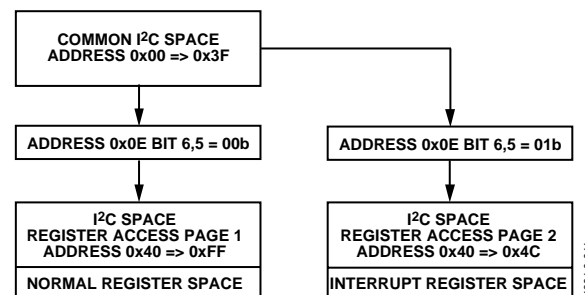 COMMON I²C SPACE
ADDRESS 0x00 => 0x3F
ADDRESS 0x0E BIT 6,5 = 00b
ADDRESS 0x0E BIT 6,5 = 01b
I²C SPACE
REGISTER ACCESS PAGE 1
ADDRESS 0x40 => 0xFF
NORMAL REGISTER SPACE
I²C SPACE
REGISTER ACCESS PAGE 2
ADDRESS 0x40 => 0x4C
INTERRUPT REGISTER SPACE